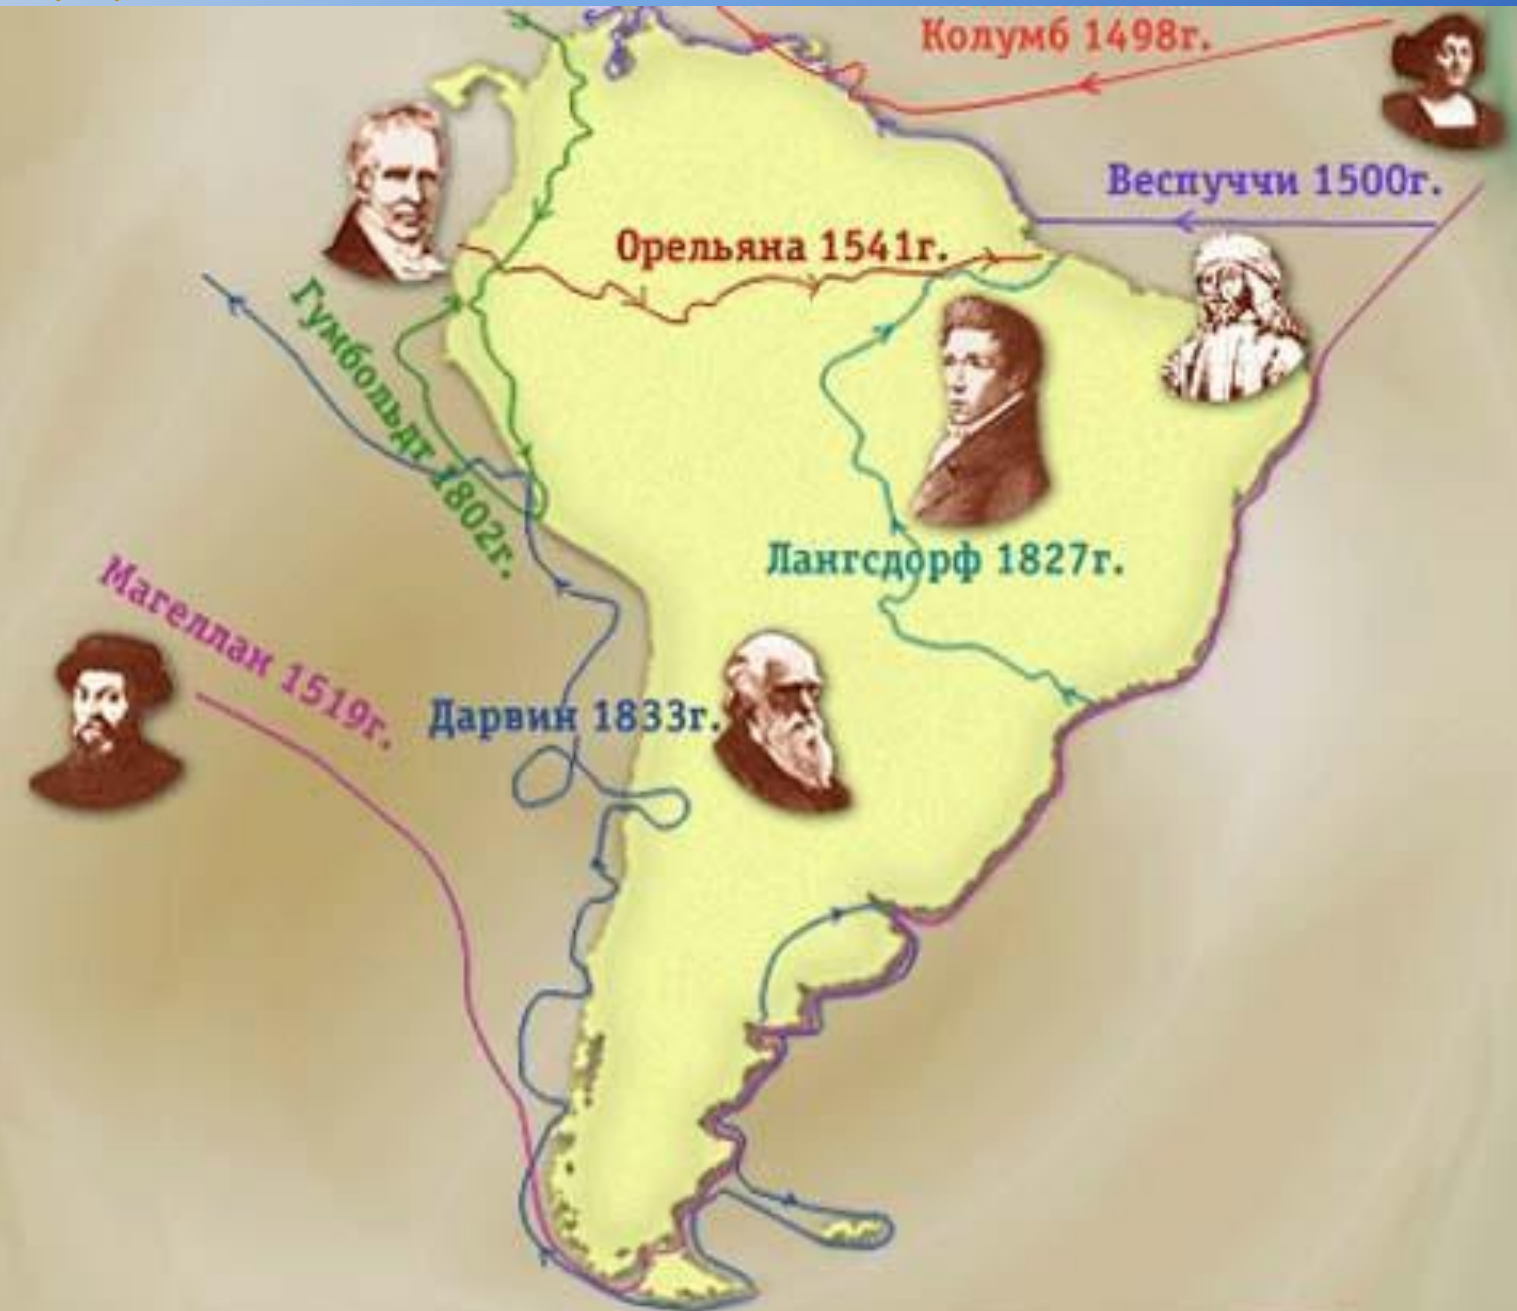 Колумб 1498г.
Веспуччи 1500г.
Орельяна 1541г.
Гумбольдт 1802г.
Лангсдорф 1827г.
Магеллан 1519г.
Дарвин 1833г.